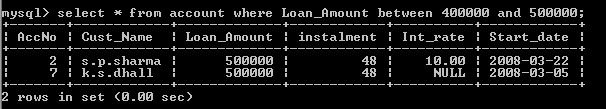 mysql> select * from account where Loan_Amount between 400000 and 500000;
+-------+------------+-------------+------------+----------+------------+
| AccNo | Cust_Name | Loan_Amount | instalment | Int_rate | Start_date |
+-------+------------+-------------+------------+----------+------------+
| 2 | s.p.sharma | 500000 | 48 | 10.00 | 2008-03-22 |
| 7 | k.s.dhall | 500000 | 48 | NULL | 2008-03-05 |
+-------+------------+-------------+------------+----------+------------+
2 rows in set (0.00 sec)